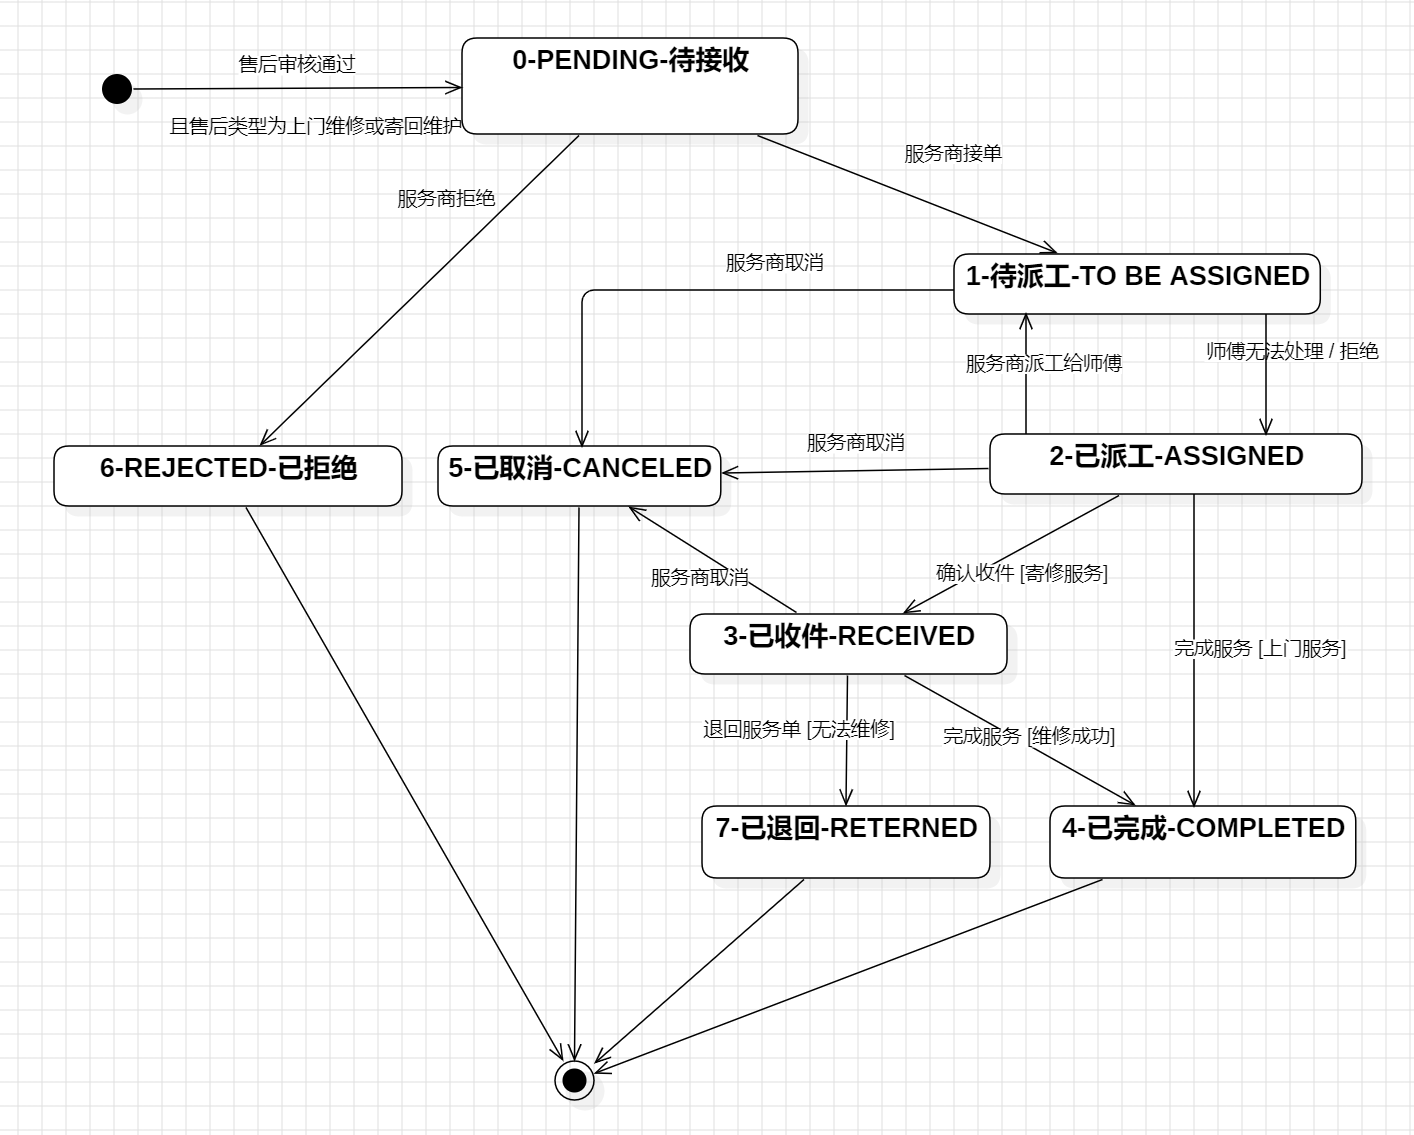 售后审核通过
0-PENDING-待接收
且售后类型为上门维修或寄回维护
服务商接单
服务商拒绝
服务商取消
1-待派工-TO BE ASSIGNED
服务商派工给师傅
师傅无法处理 / 拒绝
6-REJECTED-已拒绝
5-已取消-CANCELED
服务商取消
2-已派工-ASSIGNED
服务商取消
确认收件 [寄修服务]
3-已收件-RECEIVED
完成服务 [上门服务]
退回服务单 [无法维修]
完成服务 [维修成功]
7-已退回-RETERNED
4-已完成-COMPLETED